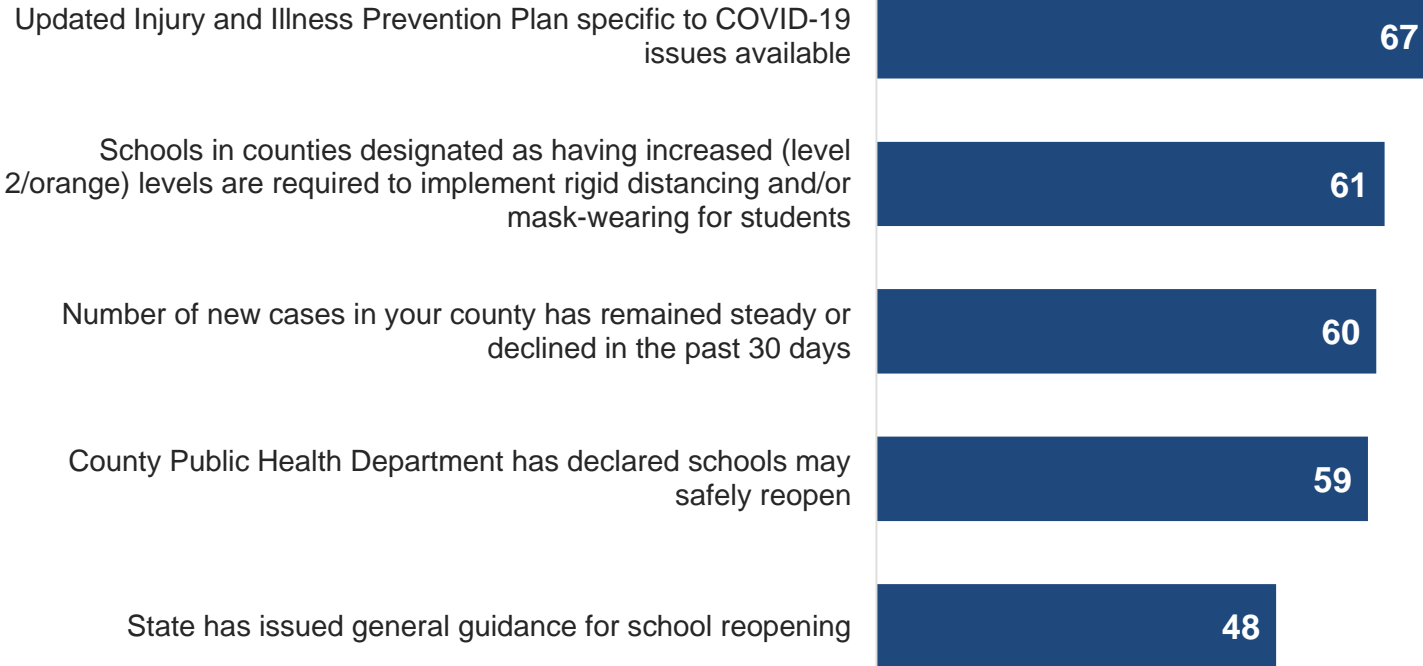 Updated Injury and Illness Prevention Plan specific to COVID-19
issues available
67
Schools in counties designated as having increased (level
2/orange) levels are required to implement rigid distancing and/or
mask-wearing for students
61
Number of new cases in your county has remained steady or
declined in the past 30 days
60
County Public Health Department has declared schools may
safely reopen
59
State has issued general guidance for school reopening
48